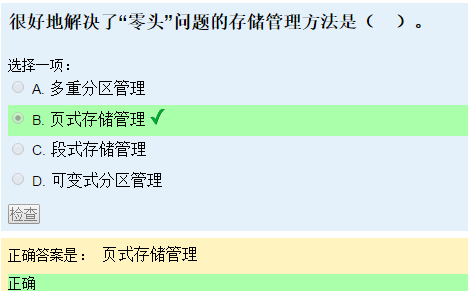 很好地解决了“零头”问题的存储管理方法是（ ）。
选择一项:
A. 多重分区管理
B. 页式存储管理
C. 段式存储管理
D. 可变式分区管理
检查
正确答案是： 页式存储管理
正确